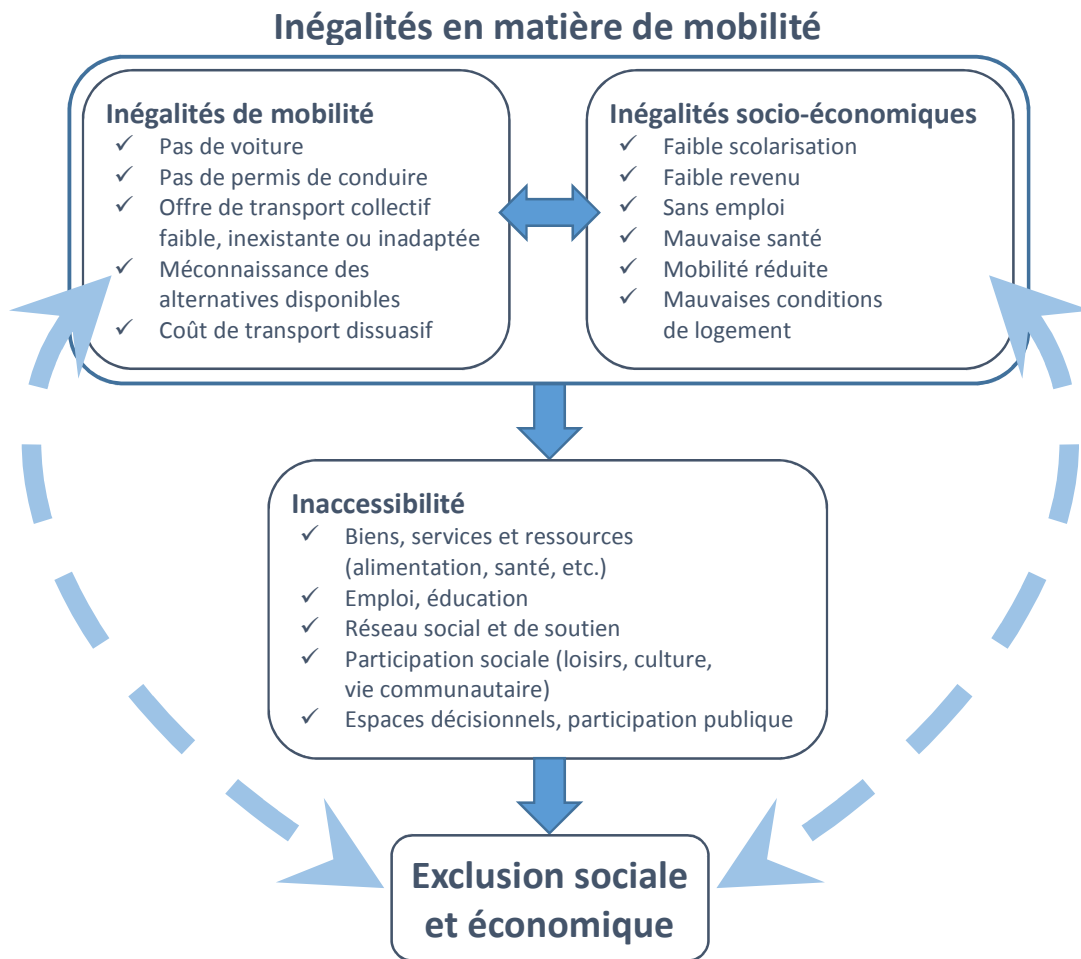 Inégalités en matière de mobilité
Inégalités de mobilité
✓ Pas de voiture
✓ Pas de permis de conduire
✓ Offre de transport collectif
faible, inexistante ou inadaptée
✓ Méconnaissance des
alternatives disponibles
✓ Coût de transport dissuasif
Inégalités socio-économiques
✓ Faible scolarisation
✓ Faible revenu
✓ Sans emploi
✓ Mauvaise santé
✓ Mobilité réduite
✓ Mauvaises conditions
de logement
Inaccessibilité
✓ Biens, services et ressources
(alimentation, santé, etc.)
✓ Emploi, éducation
✓ Réseau social et de soutien
✓ Participation sociale (loisirs, culture,
vie communautaire)
✓ Espaces décisionnels, participation publique
Exclusion sociale
et économique